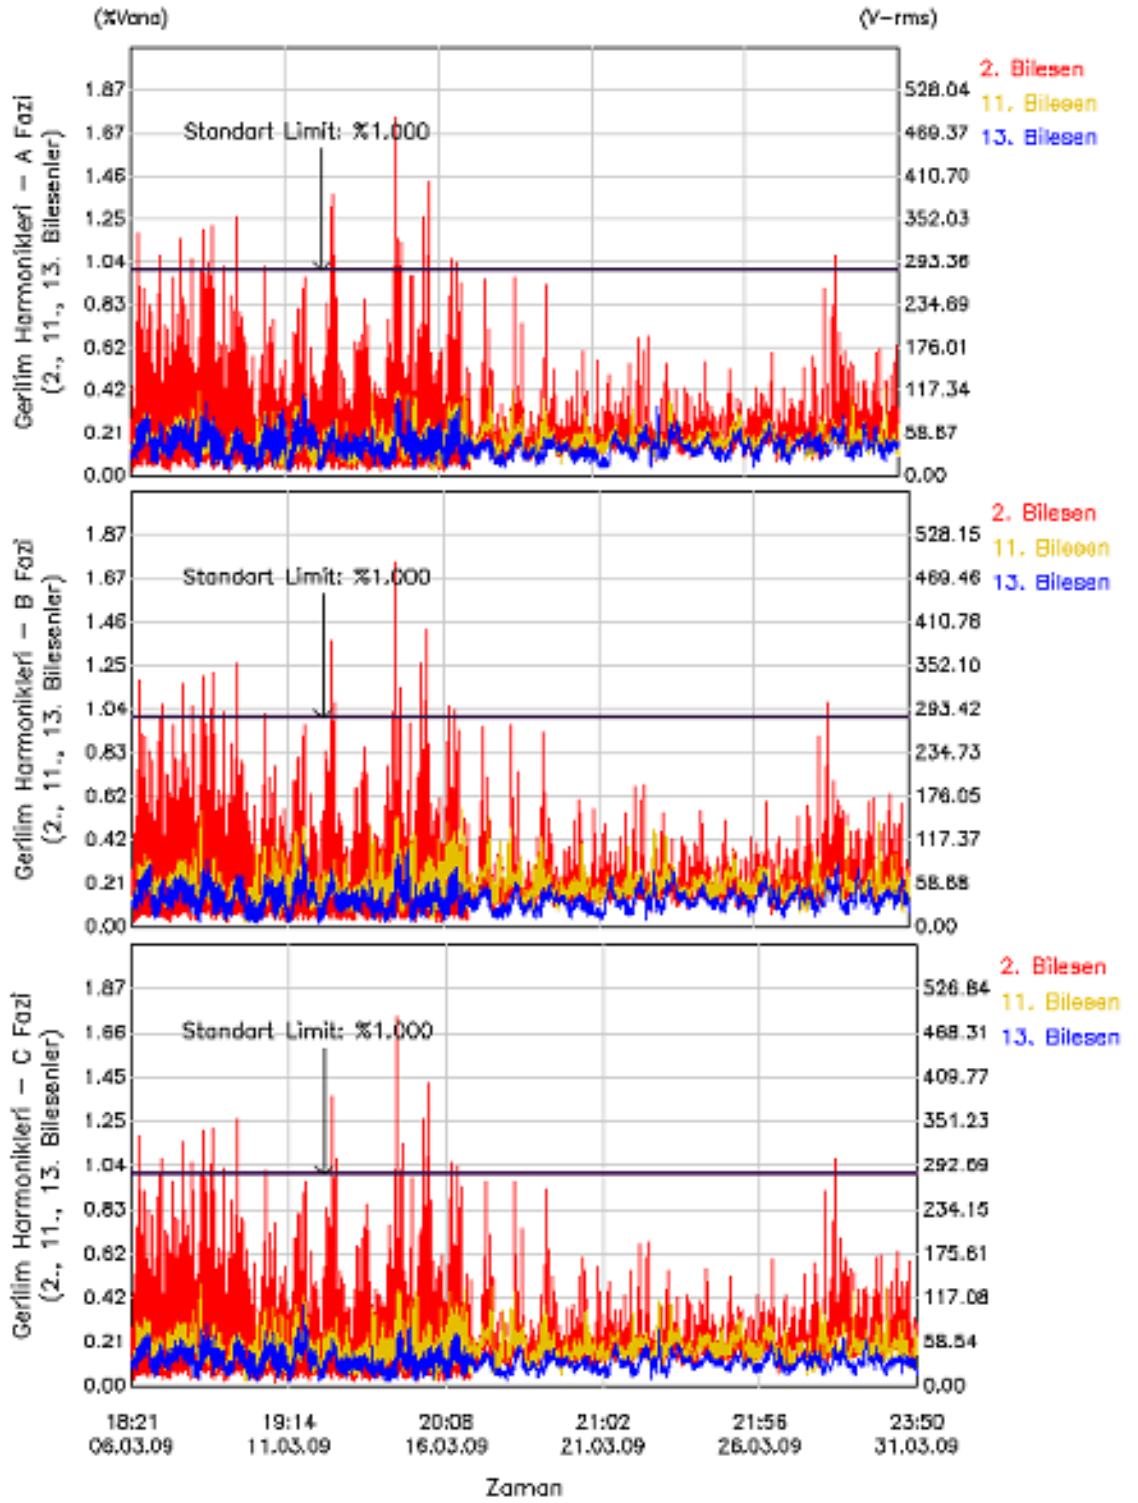 (%Vana)
(V-rms)
Gerilim Harmonikleri - A Fazi
(2., 11., 13. Bilesenler)
1.87
1.67
1.46
1.25
1.04
0.83
0.62
0.42
0.21
0.00
Standart Limit: %1.000
528.04
469.37
410.70
352.03
293.36
234.69
176.01
117.34
58.67
0.00
2. Bilesen
11. Bilesen
13. Bilesen
Gerilim Harmonikleri - B Fazi
(2., 11., 13. Bilesenler)
1.87
1.67
1.46
1.25
1.04
0.83
0.62
0.42
0.21
0.00
Standart Limit: %1.000
528.15
469.46
410.78
352.10
293.42
234.73
176.05
117.37
58.68
0.00
2. Bilesen
11. Bilesen
13. Bilesen
Gerilim Harmonikleri - C Fazi
(2., 11., 13. Bilesenler)
1.87
1.66
1.45
1.25
1.04
0.83
0.62
0.42
0.21
0.00
Standart Limit: %1.000
526.84
468.31
409.77
351.23
292.69
234.15
175.61
117.08
58.54
0.00
2. Bilesen
11. Bilesen
13. Bilesen
18:21 19:14 20:08 21:02 21:56 23:50
06.03.09 11.03.09 16.03.09 21.03.09 26.03.09 31.03.09
Zaman